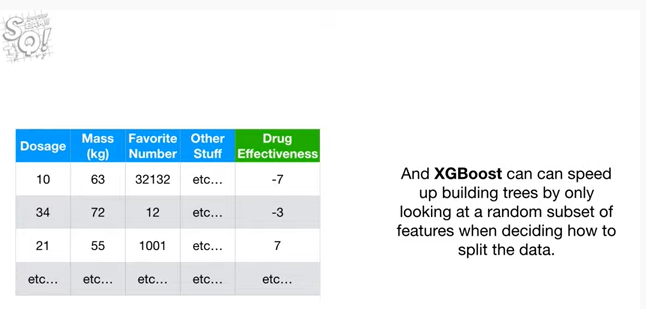 SQ!
Dosage Mass (kg) Favorite Number Other Stuff Drug Effectiveness
10 63 32132 etc... -7
34 72 12 etc... -3
21 55 1001 etc... 7
etc... etc... etc... etc... etc...
And XGBoost can can speed
up building trees by only
looking at a random subset of
features when deciding how to
split the data.